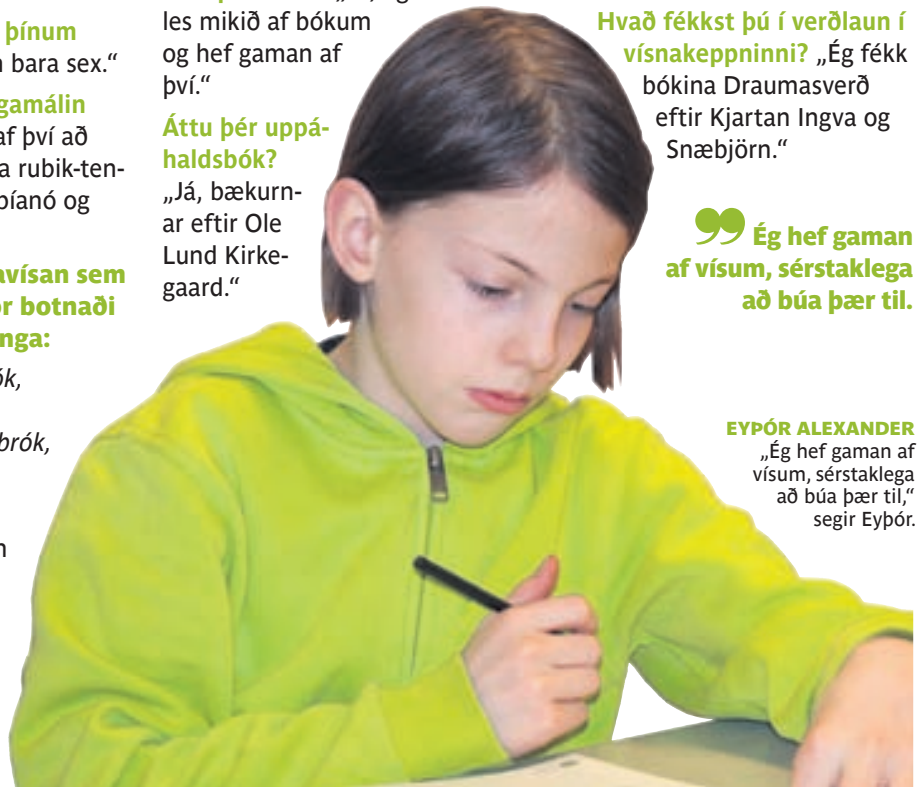 þínum
bara sex.“
gamálin
af því að
rubik-ten-
píanó og
avísan sem
botnaði
nga:
brók,
les mikið af bókum
og hef gaman af
því.“
Áttu þér uppá-
haldsbók?
„Já, bækurn-
ar eftir Ole
Lund Kirke-
gaard.“
Hvað fékkst þú í verðlaun í
vísnakeppninni? „Ég fékk
bókina Draumasverð
eftir Kjartan Ingva og
Snæbjörn.“
Ég hef gaman
af vísum, sérstaklega
að búa þær til.
EYÞÓR ALEXANDER
„Ég hef gaman af
vísum, sérstaklega
að búa þær til,“
segir Eyþór.